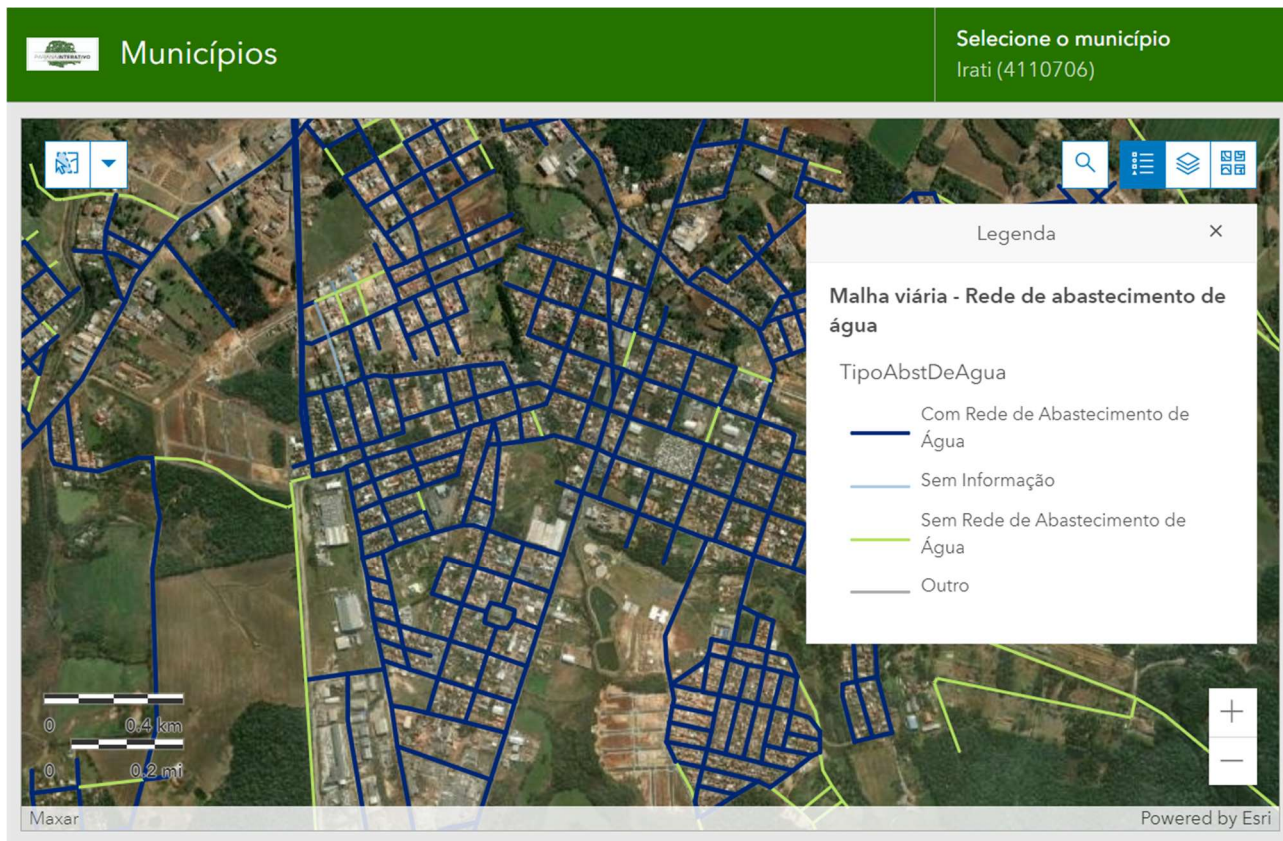 PARANÁINTERATIVO
Municípios
Selecione o município
Irati (4110706)
Legenda
Malha viária - Rede de abastecimento de
água
TipoAbstDeAgua
Com Rede de Abastecimento de
Água
Sem Informação
Sem Rede de Abastecimento de
Água
Outro
0 0.4 km
0 0.2 mi
Maxar
Powered by Esri